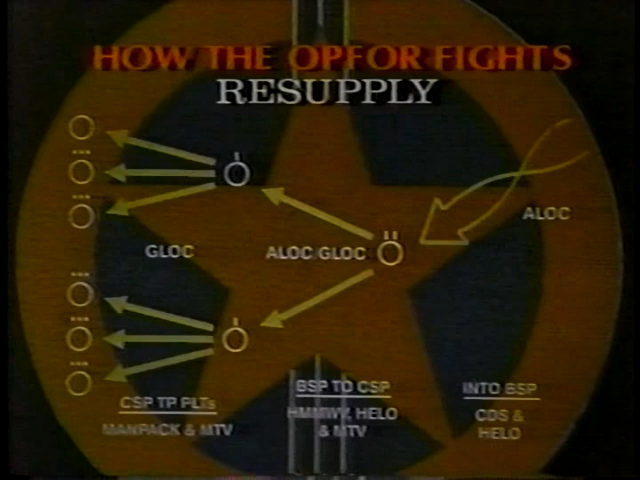 HOW THE OPFOR FIGHTS
RESUPPLY
ALOC
GLOC
ALOC/GLOC
CSP TP PLTs
MANPACK & MTV
BSP TO CSP
HMMWV, HELO
& MTV
INTO BSP
CDS &
HELO